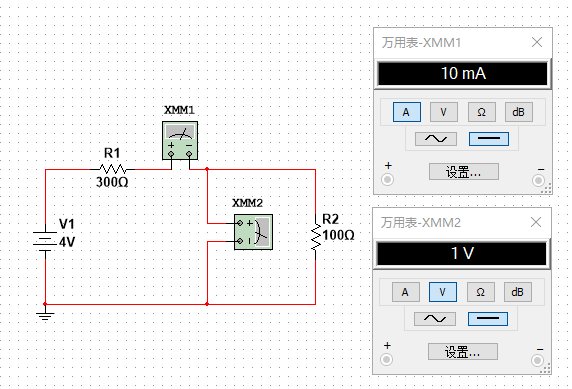 万用表-XMM1
10 mA
A V Ω dB
+ 设置... −
XMM1
+ −
R1
300Ω
XMM2
+
−
V1
4V
R2
100Ω
万用表-XMM2
1 V
A V Ω dB
+ 设置... −